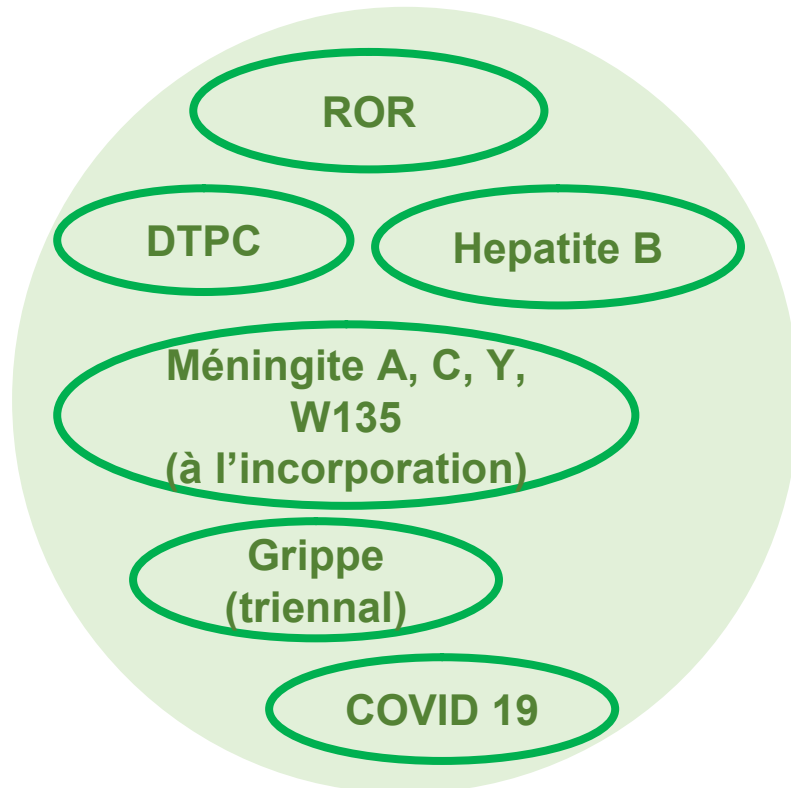 ROR
DTPC
Hepatite B
Méningite A, C, Y,
W135
(à l'incorporation)
Grippe
(triennal)
COVID 19